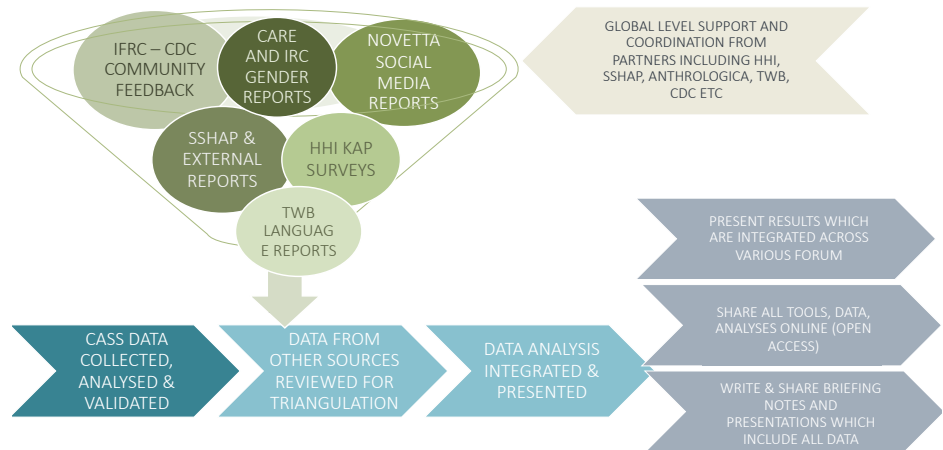 IFRC – CDC
COMMUNITY
FEEDBACK
CARE
AND IRC
GENDER
REPORTS
NOVETTA
SOCIAL
MEDIA
REPORTS
GLOBAL LEVEL SUPPORT AND
COORDINATION FROM
PARTNERS INCLUDING HHI,
SSHAP, ANTHROLOGICA, TWB,
CDC ETC
SSHAP &
EXTERNAL
REPORTS
HHI KAP
SURVEYS
TWB
LANGUAG
E REPORTS
PRESENT RESULTS WHICH
ARE INTEGRATED ACROSS
VARIOUS FORUM
CASS DATA
COLLECTED,
ANALYSED &
VALIDATED
DATA FROM
OTHER SOURCES
REVIEWED FOR
TRIANGULATION
DATA ANALYSIS
INTEGRATED &
PRESENTED
SHARE ALL TOOLS, DATA,
ANALYSES ONLINE (OPEN
ACCESS)
WRITE & SHARE BRIEFING
NOTES AND
PRESENTATIONS WHICH
INCLUDE ALL DATA